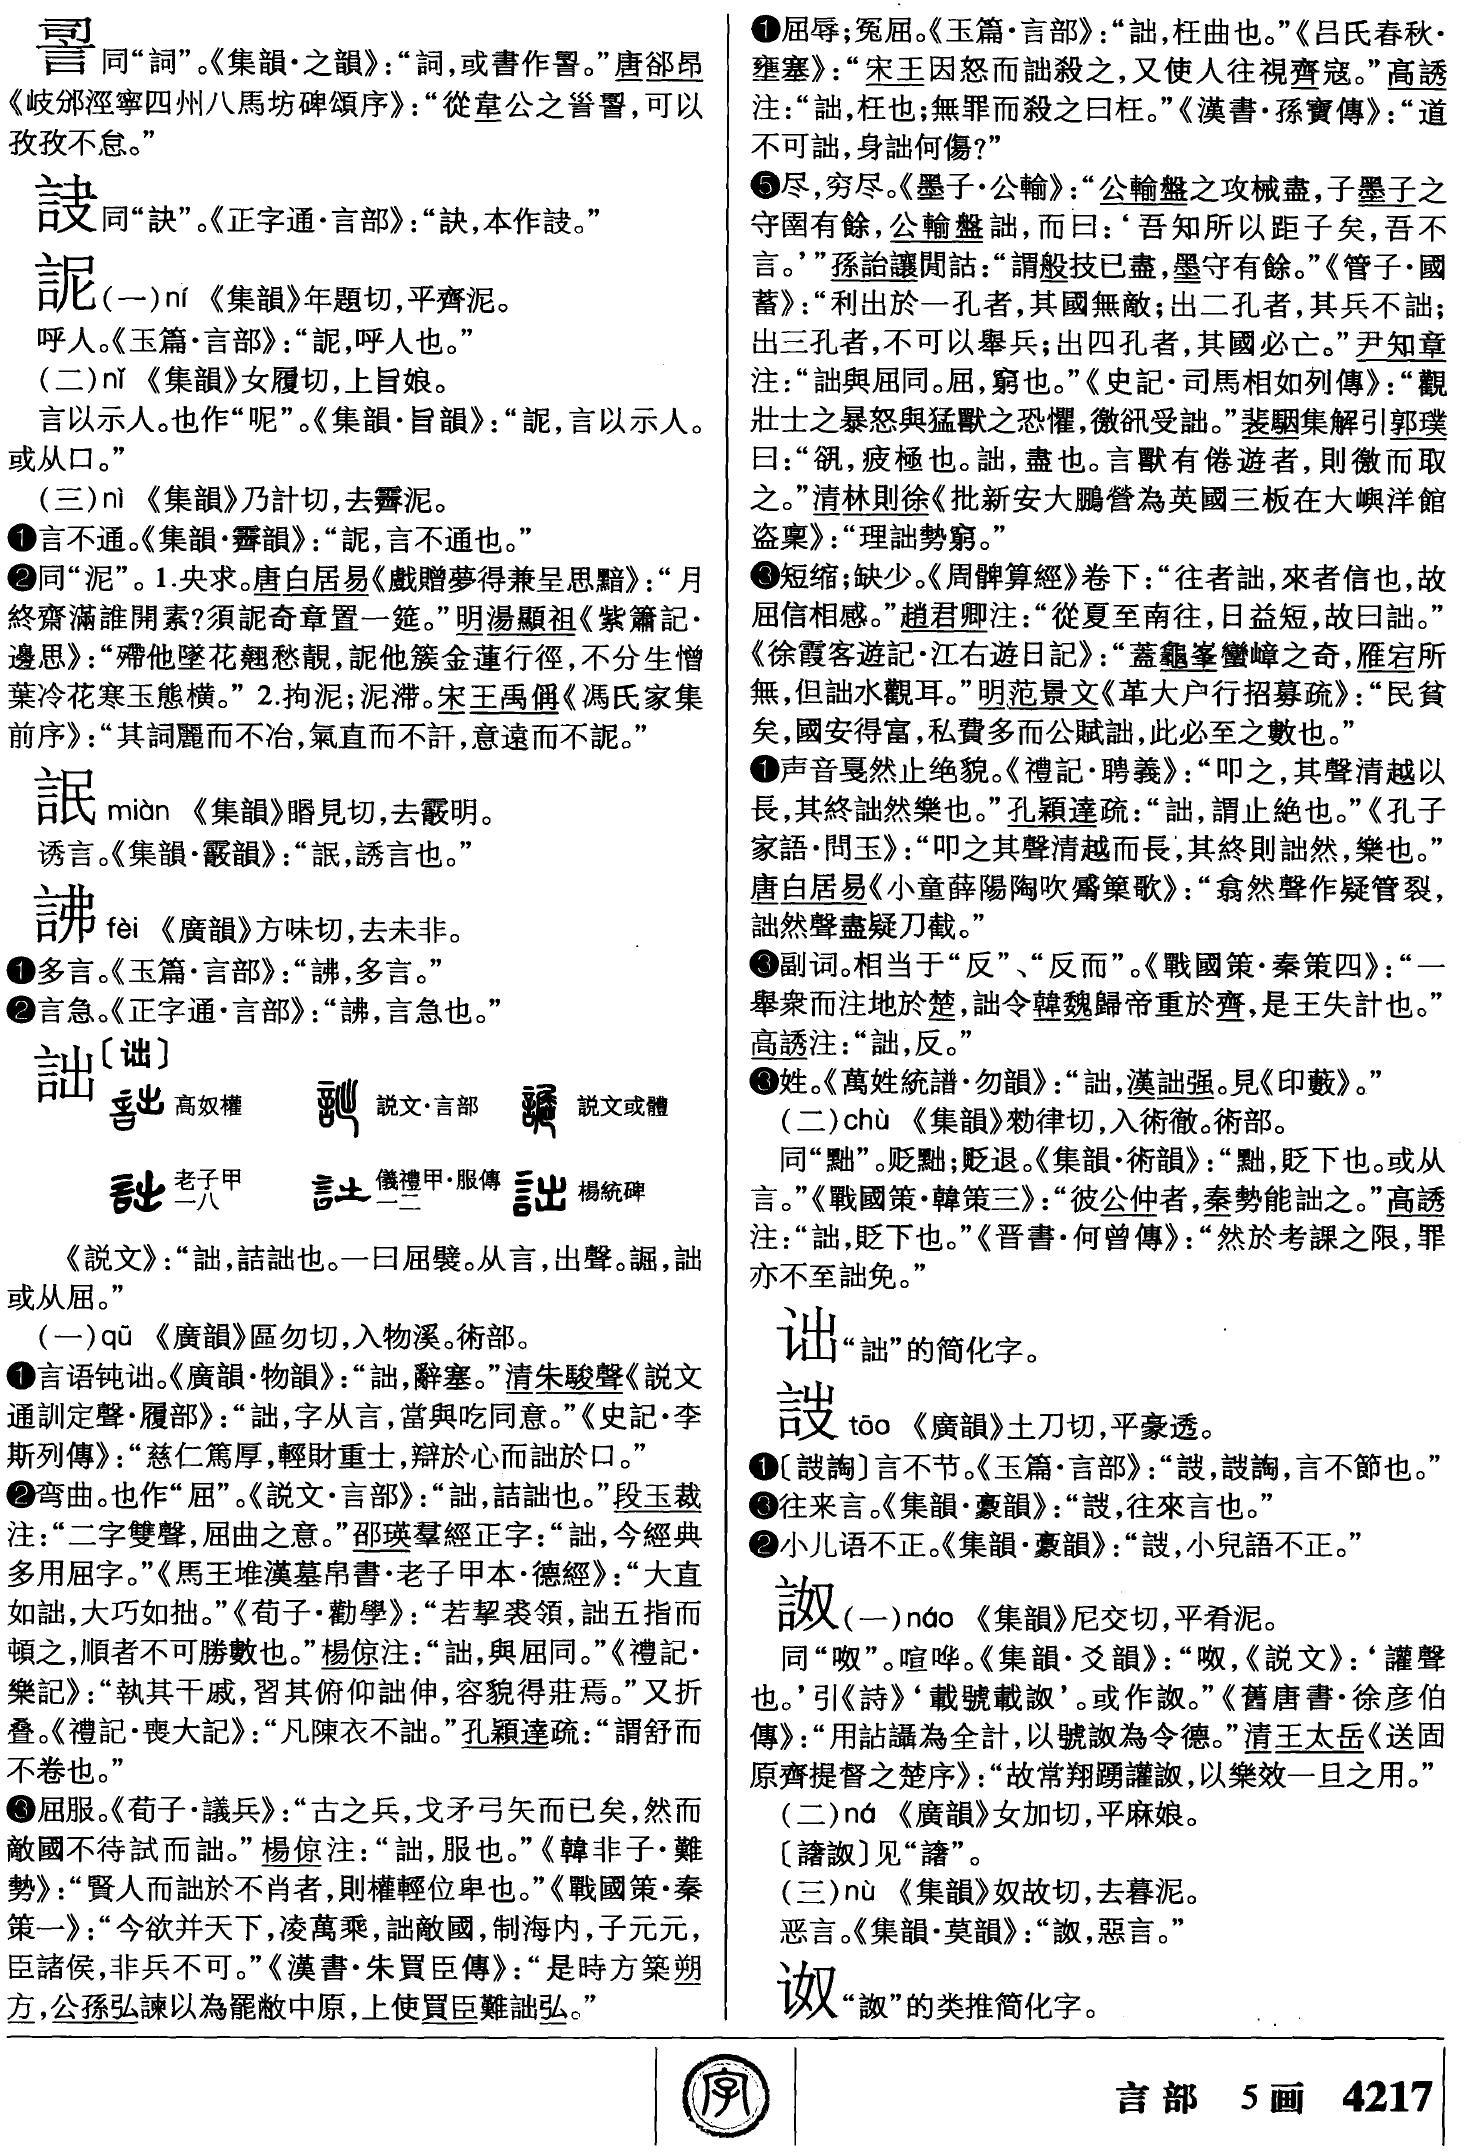 䛐同“詞”。《集韻·之韻》：“詞，或書作䛐。”唐郤昂
《岐邠涇寧四州八馬坊碑頌序》：“從韋公之䛐，可以
孜孜不怠。”
同“訣”。《正字通·言部》：“訣，本作。”
𧦧(一)ní 《集韻》年題切，平齊泥。
呼人。《玉篇·言部》：“，呼人也。”
(二)nǐ 《集韻》女履切，上旨娘。
言以示人。也作“呢”。《集韻·旨韻》：“，言以示人。
或从口。”
(三)nì 《集韻》乃計切，去霽泥。
❶言不通。《集韻·霽韻》：“，言不通也。”
❷同“泥”。1.央求。唐白居易《戲贈夢得兼呈思黯》：“月
終齋滿誰開素？須奇章置一筵。”明湯顯祖《紫簫記·
邊思》：“殢他墜花翹愁靚，他簇金蓮行徑，不分生憎
葉冷花寒玉態橫。”2.拘泥；泥滞。宋王禹偁《馮氏家集
前序》：“其詞麗而不冶，氣直而不訐，意遠而不。”
miàn 《集韻》㬆見切，去霰明。
诱言。《集韻·霰韻》：“，誘言也。”
fèi 《廣韻》方味切，去未非。
❶多言。《玉篇·言部》：“，多言。”
❷言急。《正字通·言部》：“，言急也。”
詘〔诎〕
高奴權 説文·言部 説文或體
老子甲一八 儀禮甲·服傳一二 楊統碑
《説文》：“詘，詰詘也。一曰屈襞。从言，出聲。䛼，詘
或从屈。”
(一)qū 《廣韻》區勿切，入物溪。術部。
❶言语钝诎。《廣韻·物韻》：“詘，辭塞。”清朱駿聲《説文
通訓定聲·履部》：“詘，字从言，當與吃同意。”《史記·李
斯列傳》：“慈仁篤厚，輕財重士，辯於心而詘於口。”
❷弯曲。也作“屈”。《説文·言部》：“詘，詰詘也。”段玉裁
注：“二字雙聲，屈曲之意。”邵瑛羣經正字：“詘，今經典
多用屈字。”《馬王堆漢墓帛書·老子甲本·德經》：“大直
如詘，大巧如拙。”《荀子·勸學》：“若挈裘領，詘五指而
頓之，順者不可勝數也。”楊倞注：“詘，與屈同。”《禮記·
樂記》：“執其干戚，習其俯仰詘伸，容貌得莊焉。”又折
叠。《禮記·喪大記》：“凡陳衣不詘。”孔穎達疏：“謂舒而
不卷也。”
❸屈服。《荀子·議兵》：“古之兵，戈矛弓矢而已矣，然而
敵國不待試而詘。”楊倞注：“詘，服也。”《韓非子·難
勢》：“賢人而詘於不肖者，則權輕位卑也。”《戰國策·秦
策一》：“今欲并天下，凌萬乘，詘敵國，制海内，子元元，
臣諸侯，非兵不可。”《漢書·朱買臣傳》：“是時方築朔
方，公孫弘諫以為罷敝中原，上使買臣難詘弘。”
❶屈辱；冤屈。《玉篇·言部》：“詘，枉曲也。”《吕氏春秋·
壅塞》：“宋王因怒而詘殺之，又使人往視齊寇。”高誘
注：“詘，枉也；無罪而殺之曰枉。”《漢書·孫寶傳》：“道
不可詘，身詘何傷？”
❺尽，穷尽。《墨子·公輸》：“公輸盤之攻械盡，子墨子之
守圉有餘，公輸盤詘，而曰：‘吾知所以距子矣，吾不
言。’”孫詒讓閒詁：“謂般技已盡，墨守有餘。”《管子·國
蓄》：“利出於一孔者，其國無敵；出二孔者，其兵不詘；
出三孔者，不可以舉兵；出四孔者，其國必亡。”尹知章
注：“詘與屈同。屈，窮也。”《史記·司馬相如列傳》：“觀
壯士之暴怒與猛獸之恐懼，徼䚾受詘。”裴駰集解引郭璞
曰：“䚾，疲極也。詘，盡也。言獸有倦遊者，則徼而取
之。”清林則徐《批新安大鵬營為英國三板在大嶼洋館
盗稟》：“理詘勢窮。”
❸短缩；缺少。《周髀算經》卷下：“往者詘，來者信也，故
屈信相感。”趙君卿注：“從夏至南往，日益短，故曰詘。”
《徐霞客遊記·江右遊日記》：“蓋龜峯巒嶂之奇，雁宕所
無，但詘水觀耳。”明范景文《革大户行招募疏》：“民貧
矣，國安得富，私費多而公賦詘，此必至之數也。”
❶声音戛然止绝貌。《禮記·聘義》：“叩之，其聲清越以
長，其終詘然樂也。”孔穎達疏：“詘，謂止絶也。”《孔子
家語·問玉》：“叩之其聲清越而長，其終則詘然，樂也。”
唐白居易《小童薛陽陶吹觱篥歌》：“翕然聲作疑管裂，
詘然聲盡疑刀截。”
❸副词。相当于“反”、“反而”。《戰國策·秦策四》：“一
舉衆而注地於楚，詘令韓魏歸帝重於齊，是王失計也。”
高誘注：“詘，反。”
❸姓。《萬姓統譜·勿韻》：“詘，漢詘强。見《印藪》。”
(二)chù 《集韻》勑律切，入術徹。術部。
同“黜”。贬黜；贬退。《集韻·術韻》：“黜，貶下也。或从
言。”《戰國策·韓策三》：“彼公仲者，秦勢能詘之。”高誘
注：“詘，貶下也。”《晋書·何曾傳》：“然於考課之限，罪
亦不至詘免。”
诎“詘”的简化字。
tāo 《廣韻》土刀切，平豪透。
❶〔詜䛬〕言不节。《玉篇·言部》：“詜，詜䛬，言不節也。”
❸往来言。《集韻·豪韻》：“詜，往來言也。”
❷小儿语不正。《集韻·豪韻》：“詜，小兒語不正。”
詉(一)náo 《集韻》尼交切，平肴泥。
同“呶”。喧哗。《集韻·爻韻》：“呶，《説文》：‘讙聲
也。’引《詩》‘載號載詉’。或作詉。”《舊唐書·徐彦伯
傳》：“用詀讘為全計，以號詉為令德。”清王太岳《送固
原齊提督之楚序》：“故常翔踴讙詉，以樂效一旦之用。”
(二)ná 《廣韻》女加切，平麻娘。
〔譇詉〕见“譇”。
(三)nù 《集韻》奴故切，去暮泥。
恶言。《集韻·莫韻》：“詉，惡言。”
“詉”的类推简化字。
字
言部 5画 4217